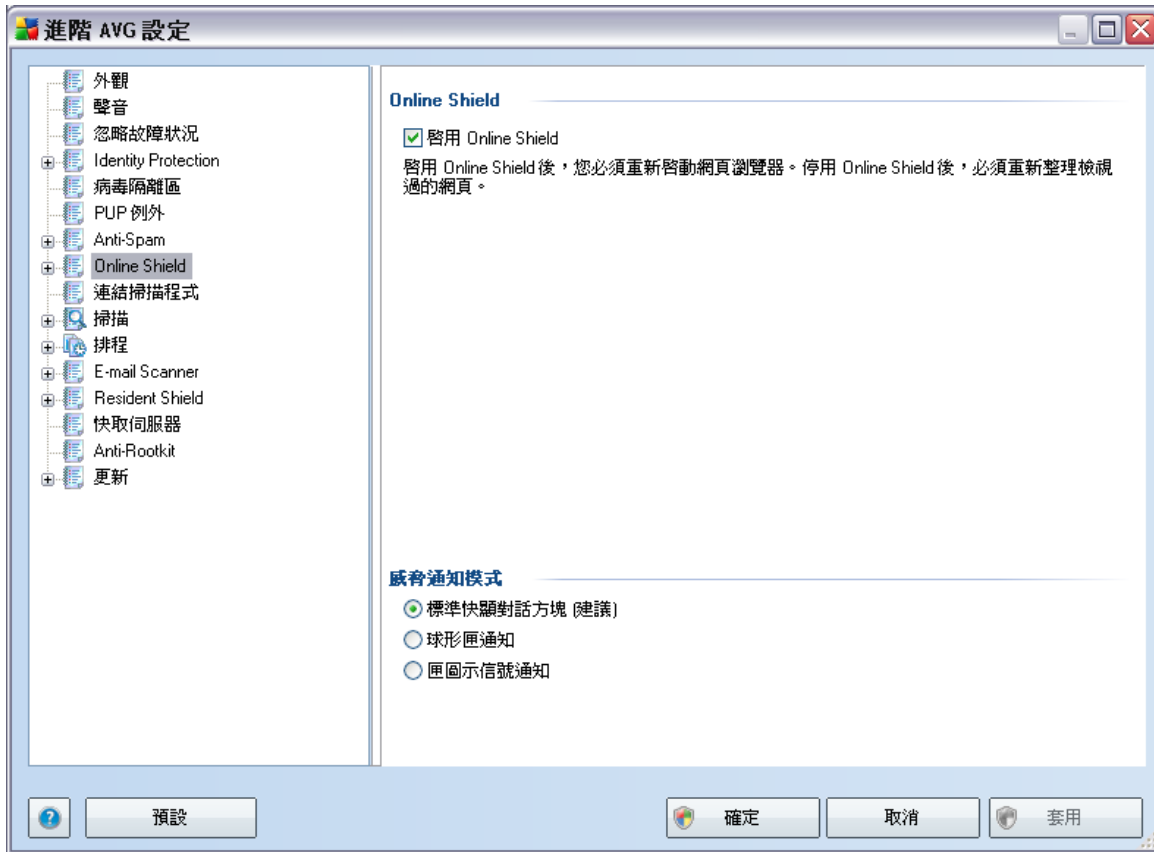 進階 AVG 設定
外觀
聲音
忽略故障狀況
Identity Protection
病毒隔離區
PUP 例外
Anti-Spam
Online Shield
連結掃描程式
掃描
排程
E-mail Scanner
Resident Shield
快取伺服器
Anti-Rootkit
更新
Online Shield
啓用 Online Shield
啓用 Online Shield 後，您必須重新啓動網頁瀏覽器。停用 Online Shield 後，必須重新整理檢視
過的網頁。
威脅通知模式
標準快顯對話方塊 (建議)
球形匣通知
匣圖示信號通知
預設
確定
取消
套用